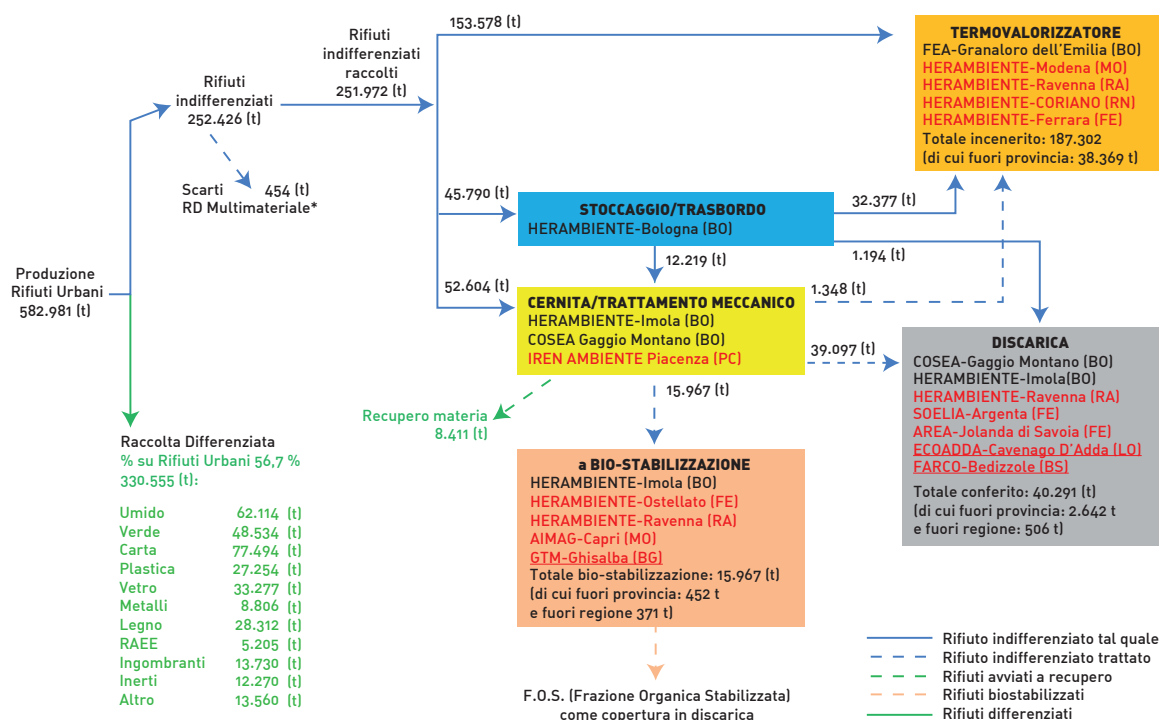 153.578 (t)
Rifiuti
indifferenziati
raccolti
251.972 (t)
Rifiuti
indifferenziati
252.426 (t)
Scarti 454 (t)
RD Multimateriale*
Produzione
Rifiuti Urbani
582.981 (t)
TERMOVALORIZZATORE
FEA-Granaloro dell'Emilia (BO)
HERAMBIENTE-Modena (MO)
HERAMBIENTE-Ravenna (RA)
HERAMBIENTE-CORIANO (RN)
HERAMBIENTE-Ferrara (FE)
Totale incenerito: 187.302
(di cui fuori provincia: 38.369 t)
45.790 (t)
STOCCAGGIO/TRASBORDO
HERAMBIENTE-Bologna (BO)
32.377 (t)
1.194 (t)
12.219 (t)
52.604 (t)
CERNITA/TRATTAMENTO MECCANICO
HERAMBIENTE-Imola (BO)
COSEA Gaggio Montano (BO)
IREN AMBIENTE Piacenza (PC)
1.348 (t)
39.097 (t)
15.967 (t)
Recupero materia
8.411 (t)
DISCARICA
COSEA-Gaggio Montano (BO)
HERAMBIENTE-Imola(BO)
HERAMBIENTE-Ravenna (RA)
SOELIA-Argenta (FE)
AREA-Jolanda di Savoia (FE)
ECOADDA-Cavenago D'Adda (LO)
FARCO-Bedizzole (BS)
Totale conferito: 40.291 (t)
(di cui fuori provincia: 2.642 t
e fuori regione: 506 t)
a BIO-STABILIZZAZIONE
HERAMBIENTE-Imola (BO)
HERAMBIENTE-Ostellato (FE)
HERAMBIENTE-Ravenna (RA)
AIMAG-Capri (MO)
GTM-Ghisalba (BG)
Totale bio-stabilizzazione: 15.967 (t)
(di cui fuori provincia: 452 t
e fuori regione 371 t)
F.O.S. (Frazione Organica Stabilizzata)
come copertura in discarica
Raccolta Differenziata
% su Rifiuti Urbani 56,7 %
330.555 (t):
Umido 62.114 (t)
Verde 48.534 (t)
Carta 77.494 (t)
Plastica 27.254 (t)
Vetro 33.277 (t)
Metalli 8.806 (t)
Legno 28.312 (t)
RAEE 5.205 (t)
Ingombranti 13.730 (t)
Inerti 12.270 (t)
Altro 13.560 (t)
Rifiuto indifferenziato tal quale
Rifiuto indifferenziato trattato
Rifiuti avviati a recupero
Rifiuti biostabilizzati
Rifiuti differenziati